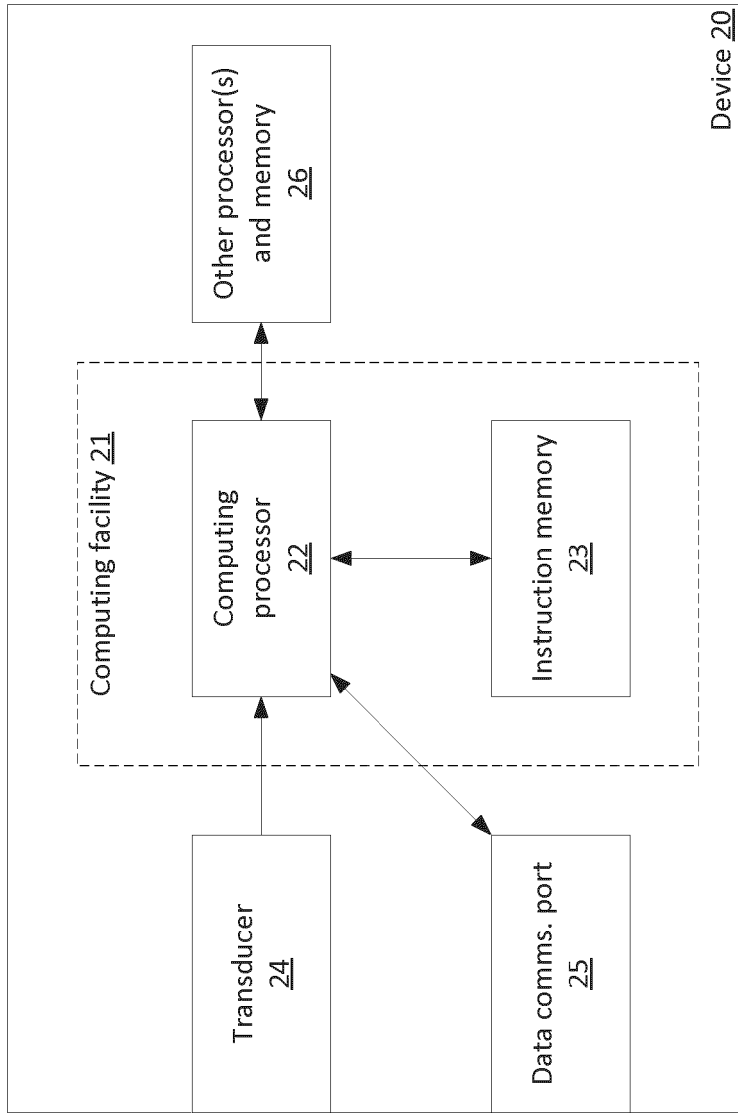 Computing facility 21
Transducer
24
Computing
processor
22
Other processor(s)
and memory
26
Data comms. port
25
Instruction memory
23
Device 20